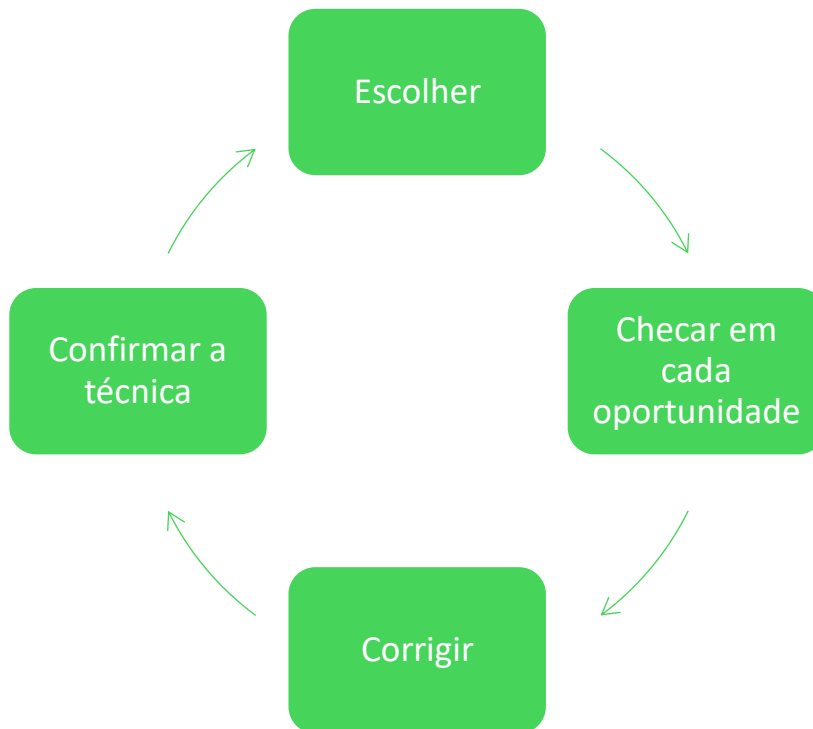 Escolher
Checar em
cada
oportunidade
Corrigir
Confirmar a
técnica